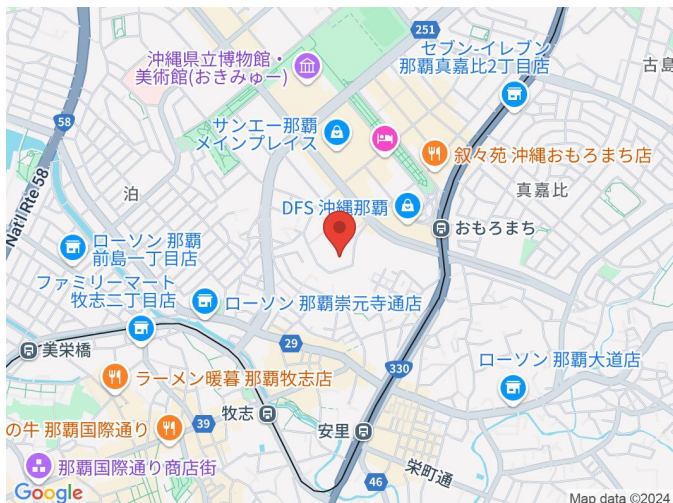 251
セブン-イレブン
那覇真嘉比2丁目店
古島
沖縄県立博物館・
美術館(おきみゅー)
58
サンエー那覇
メインプレイス
叙々苑 沖縄おもろまち店
泊
真嘉比
DFS 沖縄那覇
おもろまち
Nat'l Rte 58
ローソン 那覇
前島一丁目店
ファミリーマート
牧志二丁目店
ローソン 那覇崇元寺通店
29
美栄橋
330
ローソン 那覇大道店
ラーメン暖暮 那覇牧志店
牧志
39
の牛 那覇国際通り
安里
栄町通
那覇国際通り商店街
46
Google
Map data ©2024